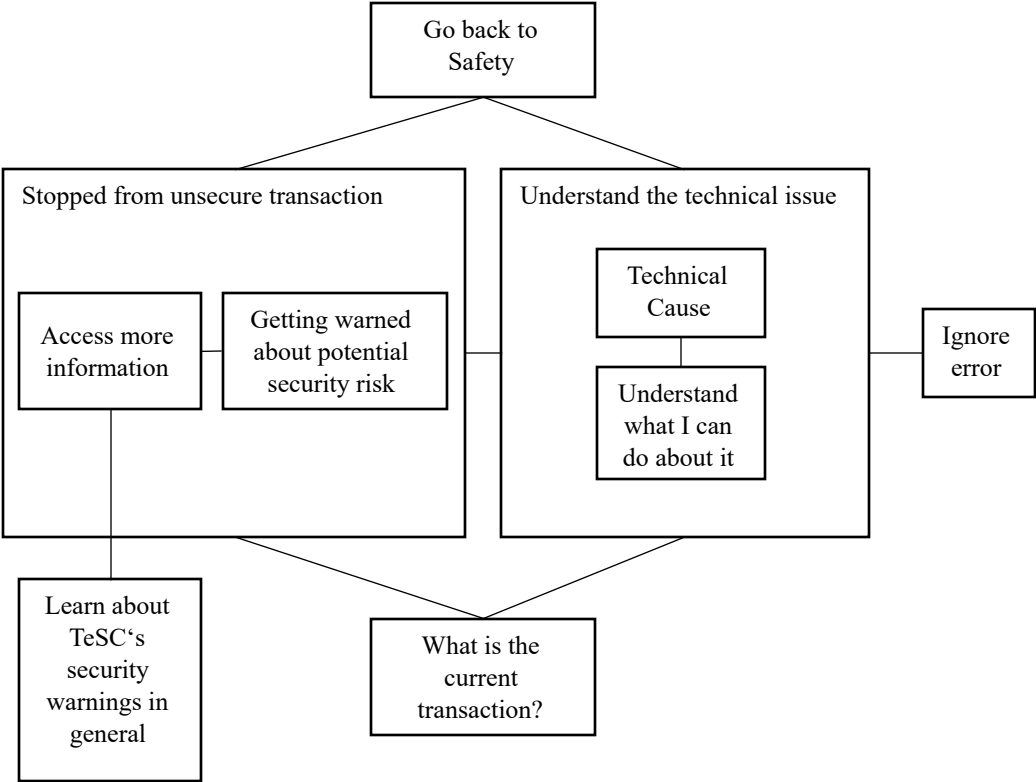 Go back to
Safety
Stopped from unsecure transaction
Access more
information
Getting warned
about potential
security risk
Understand the technical issue
Technical
Cause
Understand
what I can
do about it
Ignore
error
Learn about
TeSC‘s
security
warnings in
general
What is the
current
transaction?